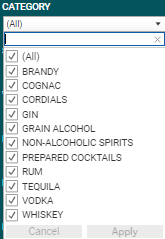 CATEGORY
(All)
(All)
BRANDY
COGNAC
CORDIALS
GIN
GRAIN ALCOHOL
NON-ALCOHOLIC SPIRITS
PREPARED COCKTAILS
RUM
TEQUILA
VODKA
WHISKEY
Cancel Apply